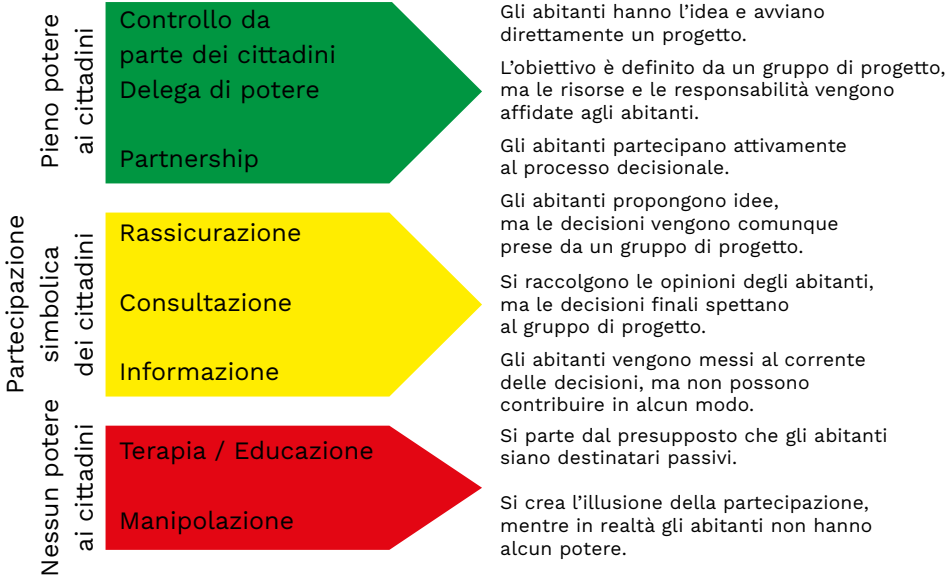 Pieno potere
ai cittadini
Controllo da
parte dei cittadini
Delega di potere
Partnership
Gli abitanti hanno l’idea e avviano
direttamente un progetto.
L’obiettivo è definito da un gruppo di progetto,
ma le risorse e le responsabilità vengono
affidate agli abitanti.
Gli abitanti partecipano attivamente
al processo decisionale.
Partecipazione
simbolica
dei cittadini
Rassicurazione
Consultazione
Informazione
Gli abitanti propongono idee,
ma le decisioni vengono comunque
prese da un gruppo di progetto.
Si raccolgono le opinioni degli abitanti,
ma le decisioni finali spettano
al gruppo di progetto.
Gli abitanti vengono messi al corrente
delle decisioni, ma non possono
contribuire in alcun modo.
Nessun potere
ai cittadini
Terapia / Educazione
Manipolazione
Si parte dal presupposto che gli abitanti
siano destinatari passivi.
Si crea l’illusione della partecipazione,
mentre in realtà gli abitanti non hanno
alcun potere.